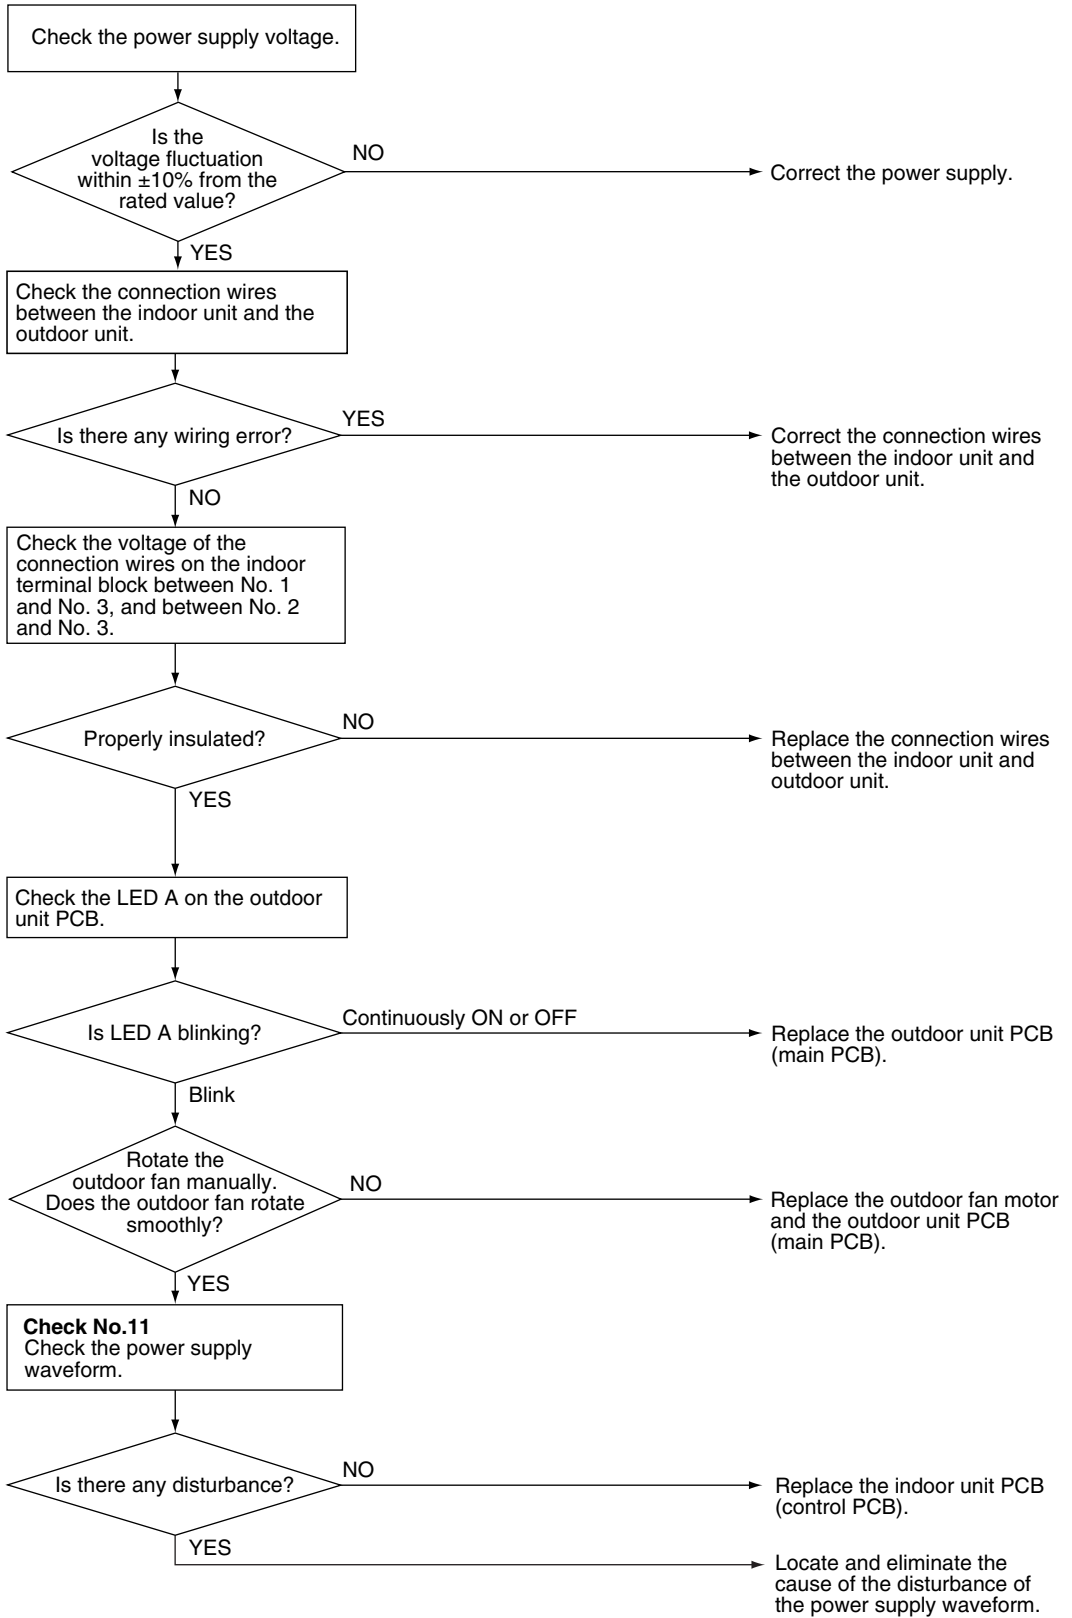 Check the power supply voltage.
Is the
voltage fluctuation
within ±10% from the
rated value?
NO
Correct the power supply.
YES
Check the connection wires
between the indoor unit and the
outdoor unit.
Is there any wiring error?
YES
Correct the connection wires
between the indoor unit and
the outdoor unit.
NO
Check the voltage of the
connection wires on the indoor
terminal block between No. 1
and No. 3, and between No. 2
and No. 3.
Properly insulated?
NO
Replace the connection wires
between the indoor unit and
outdoor unit.
YES
Check the LED A on the outdoor
unit PCB.
Is LED A blinking?
Continuously ON or OFF
Replace the outdoor unit PCB
(main PCB).
Blink
Rotate the
outdoor fan manually.
Does the outdoor fan rotate
smoothly?
NO
Replace the outdoor fan motor
and the outdoor unit PCB
(main PCB).
YES
Check No.11
Check the power supply
waveform.
Is there any disturbance?
NO
Replace the indoor unit PCB
(control PCB).
YES
Locate and eliminate the
cause of the disturbance of
the power supply waveform.